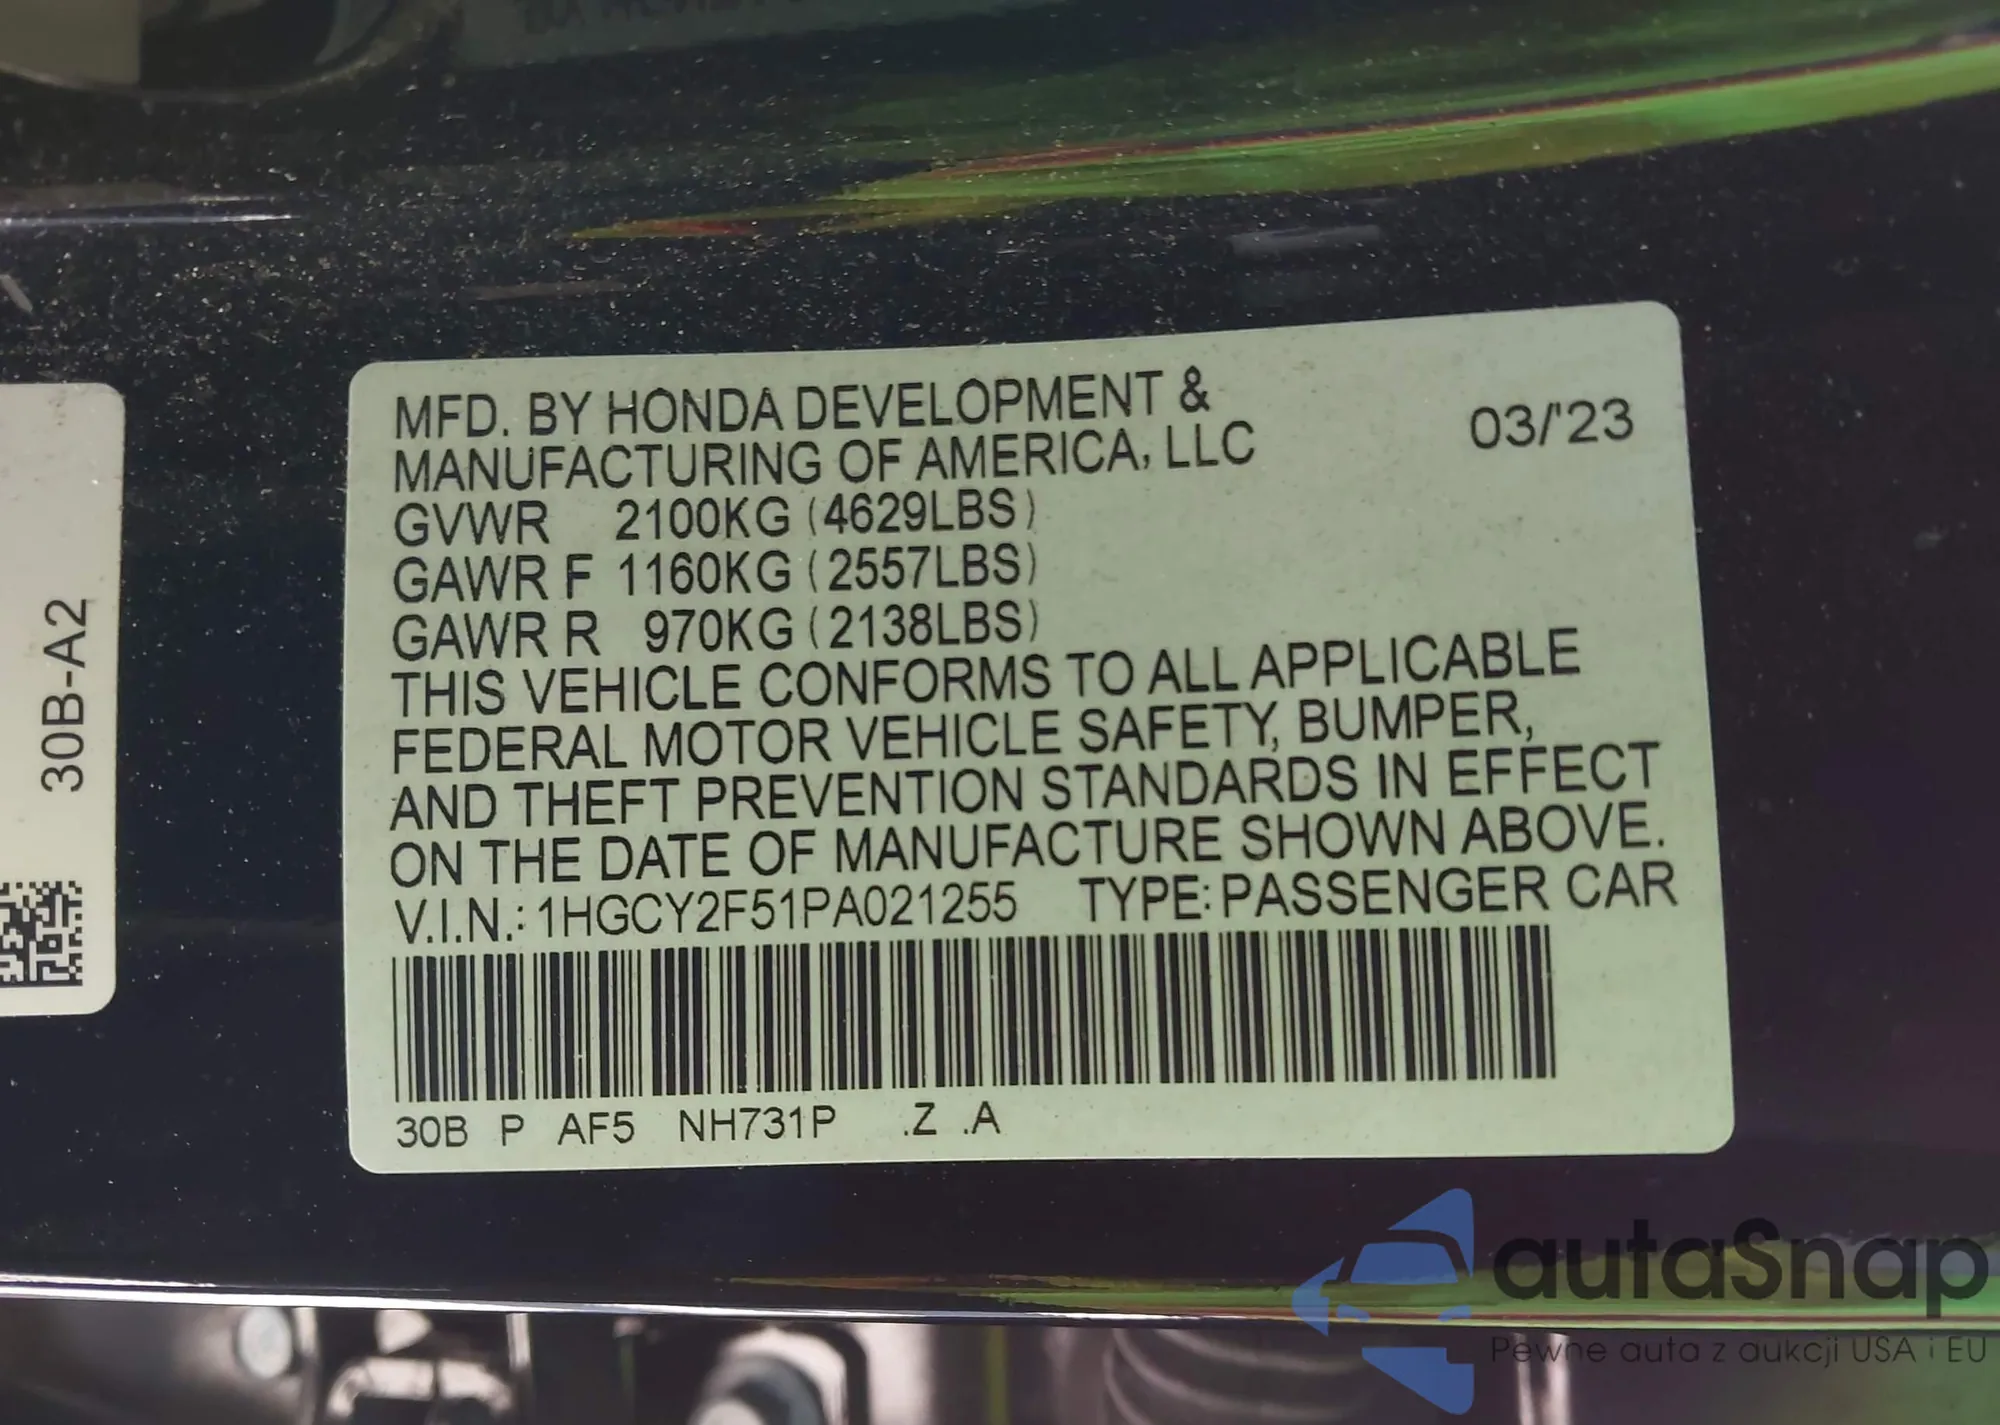 MFD. BY HONDA DEVELOPMENT &
MANUFACTURING OF AMERICA, LLC
03/'23
GVWR 2100KG (4629LBS)
GAWR F 1160KG (2557LBS)
GAWR R 970KG (2138LBS)
THIS VEHICLE CONFORMS TO ALL APPLICABLE
FEDERAL MOTOR VEHICLE SAFETY, BUMPER,
AND THEFT PREVENTION STANDARDS IN EFFECT
ON THE DATE OF MANUFACTURE SHOWN ABOVE.
V.I.N.: 1HGCY2F51PA021255 TYPE: PASSENGER CAR
30B P AF5 NH731P .Z .A
30B-A2
autaSnap
Pewne auta z aukcji USA i EU